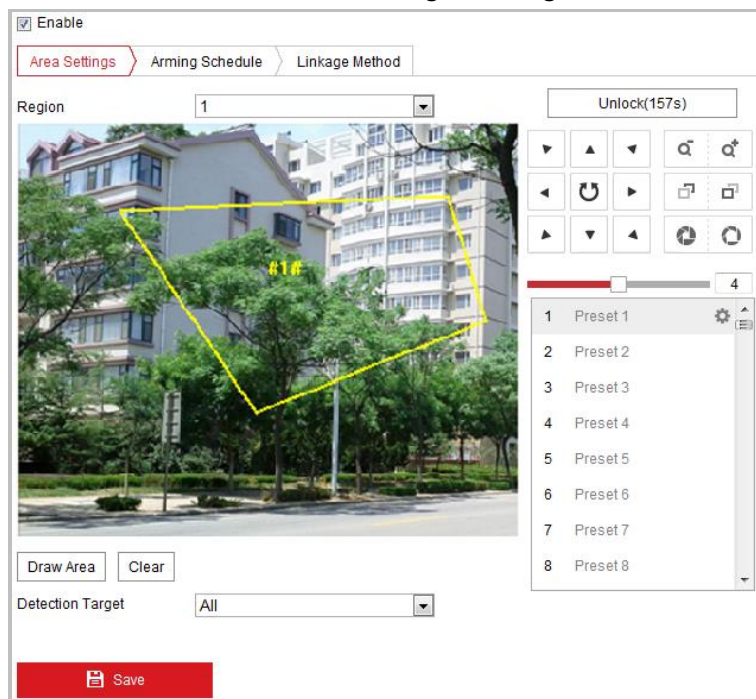 Enable
Area Settings
Arming Schedule
Linkage Method
Region
1
Unlock(157s)
#1#
4
1 Preset 1
2 Preset 2
3 Preset 3
4 Preset 4
5 Preset 5
6 Preset 6
7 Preset 7
8 Preset 8
Draw Area
Clear
Detection Target
All
Save